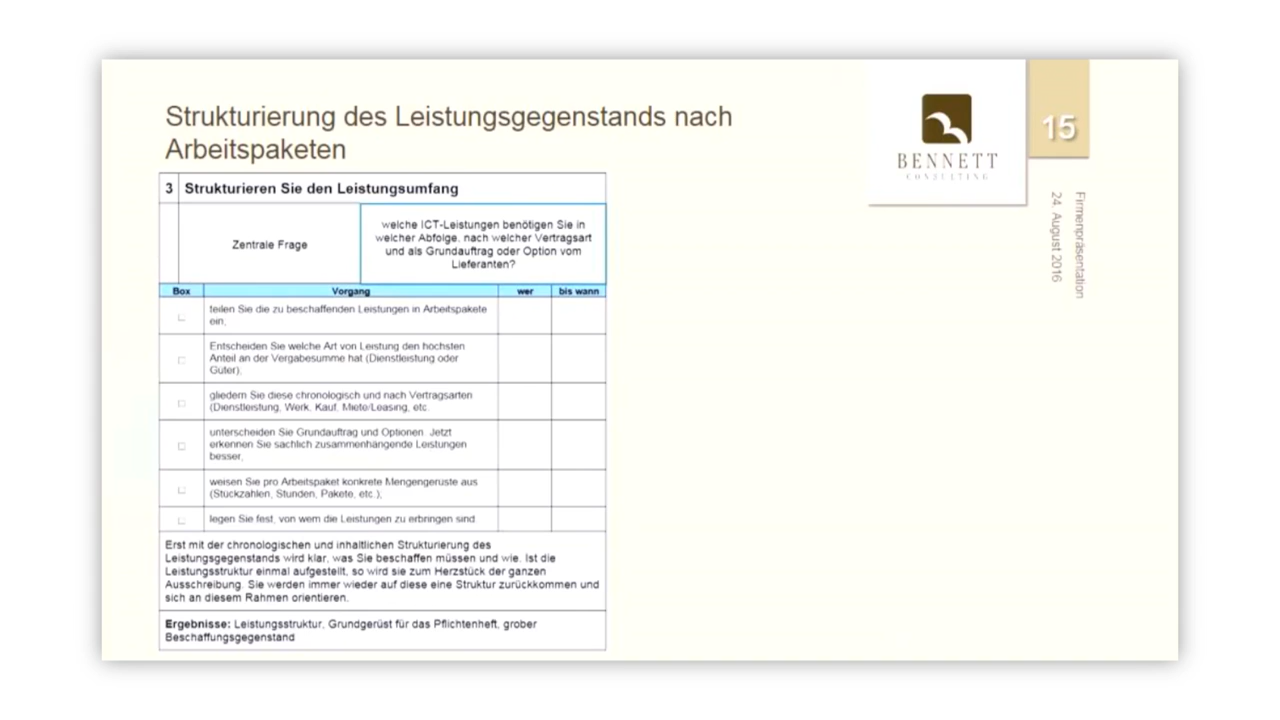 Strukturierung des Leistungsgegenstands nach
Arbeitspaketen
BENNETT
CONSULTING
15
Firmenpräsentation
24. August 2016
3 Strukturieren Sie den Leistungsumfang
Zentrale Frage
welche ICT-Leistungen benötigen Sie in
welcher Abfolge, nach welcher Vertragsart
und als Grundauftrag oder Option vom
Lieferanten?
Box Vorgang wer bis wann
teilen Sie die zu beschaffenden Leistungen in Arbeitspakete
ein,
Entscheiden Sie welche Art von Leistung den höchsten
Anteil an der Vergabesumme hat (Dienstleistung oder
Güter),
gliedern Sie diese chronologisch und nach Vertragsarten
(Dienstleistung, Werk, Kauf, Miete/Leasing, etc.
unterscheiden Sie Grundauftrag und Optionen. Jetzt
erkennen Sie sachlich zusammenhängende Leistungen
besser,
weisen Sie pro Arbeitspaket konkrete Mengengerüste aus
(Stückzahlen, Stunden, Pakete, etc.),
legen Sie fest, von wem die Leistungen zu erbringen sind
Erst mit der chronologischen und inhaltlichen Strukturierung des
Leistungsgegenstands wird klar, was Sie beschaffen müssen und wie. Ist die
Leistungsstruktur einmal aufgestellt, so wird sie zum Herzstück der ganzen
Ausschreibung. Sie werden immer wieder auf diese eine Struktur zurückkommen und
sich an diesem Rahmen orientieren.
Ergebnisse: Leistungsstruktur, Grundgerüst für das Pflichtenheft, grober
Beschaffungsgegenstand